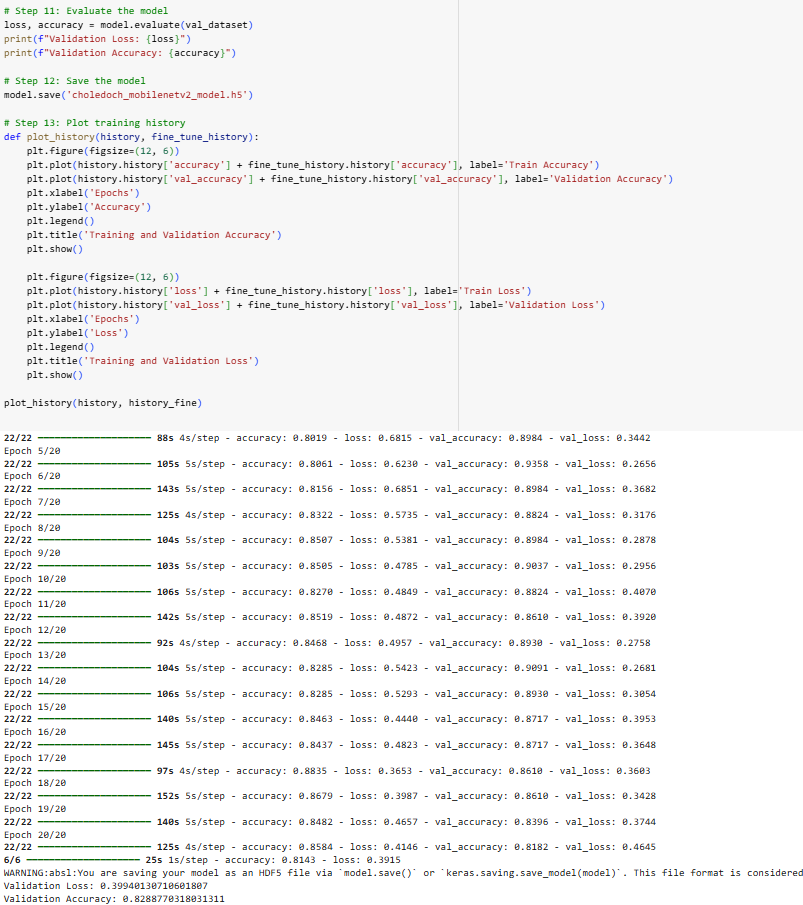 # Step 11: Evaluate the model
loss, accuracy = model.evaluate(val_dataset)
print(f"Validation Loss: {loss}")
print(f"Validation Accuracy: {accuracy}")
# Step 12: Save the model
model.save('choledoch_mobilenetv2_model.h5')
# Step 13: Plot training history
def plot_history(history, fine_tune_history):
    plt.figure(figsize=(12, 6))
    plt.plot(history.history['accuracy'] + fine_tune_history.history['accuracy'], label='Train Accuracy')
    plt.plot(history.history['val_accuracy'] + fine_tune_history.history['val_accuracy'], label='Validation Accuracy')
    plt.xlabel('Epochs')
    plt.ylabel('Accuracy')
    plt.legend()
    plt.title('Training and Validation Accuracy')
    plt.show()
    plt.figure(figsize=(12, 6))
    plt.plot(history.history['loss'] + fine_tune_history.history['loss'], label='Train Loss')
    plt.plot(history.history['val_loss'] + fine_tune_history.history['val_loss'], label='Validation Loss')
    plt.xlabel('Epochs')
    plt.ylabel('Loss')
    plt.legend()
    plt.title('Training and Validation Loss')
    plt.show()
plot_history(history, history_fine)
22/22 ━━━━━━━━━━━━━━━━━━━━ 88s 4s/step - accuracy: 0.8019 - loss: 0.6815 - val_accuracy: 0.8984 - val_loss: 0.3442
Epoch 5/20
22/22 ━━━━━━━━━━━━━━━━━━━━ 105s 5s/step - accuracy: 0.8061 - loss: 0.6230 - val_accuracy: 0.9358 - val_loss: 0.2656
Epoch 6/20
22/22 ━━━━━━━━━━━━━━━━━━━━ 143s 5s/step - accuracy: 0.8156 - loss: 0.6851 - val_accuracy: 0.8984 - val_loss: 0.3682
Epoch 7/20
22/22 ━━━━━━━━━━━━━━━━━━━━ 125s 4s/step - accuracy: 0.8322 - loss: 0.5735 - val_accuracy: 0.8824 - val_loss: 0.3176
Epoch 8/20
22/22 ━━━━━━━━━━━━━━━━━━━━ 104s 5s/step - accuracy: 0.8507 - loss: 0.5381 - val_accuracy: 0.8984 - val_loss: 0.2878
Epoch 9/20
22/22 ━━━━━━━━━━━━━━━━━━━━ 103s 5s/step - accuracy: 0.8505 - loss: 0.4785 - val_accuracy: 0.9037 - val_loss: 0.2956
Epoch 10/20
22/22 ━━━━━━━━━━━━━━━━━━━━ 106s 5s/step - accuracy: 0.8270 - loss: 0.4849 - val_accuracy: 0.8824 - val_loss: 0.4070
Epoch 11/20
22/22 ━━━━━━━━━━━━━━━━━━━━ 142s 5s/step - accuracy: 0.8519 - loss: 0.4872 - val_accuracy: 0.8610 - val_loss: 0.3920
Epoch 12/20
22/22 ━━━━━━━━━━━━━━━━━━━━ 92s 4s/step - accuracy: 0.8468 - loss: 0.4957 - val_accuracy: 0.8930 - val_loss: 0.2758
Epoch 13/20
22/22 ━━━━━━━━━━━━━━━━━━━━ 104s 5s/step - accuracy: 0.8285 - loss: 0.5423 - val_accuracy: 0.9091 - val_loss: 0.2681
Epoch 14/20
22/22 ━━━━━━━━━━━━━━━━━━━━ 106s 5s/step - accuracy: 0.8285 - loss: 0.5293 - val_accuracy: 0.8930 - val_loss: 0.3054
Epoch 15/20
22/22 ━━━━━━━━━━━━━━━━━━━━ 140s 5s/step - accuracy: 0.8463 - loss: 0.4440 - val_accuracy: 0.8717 - val_loss: 0.3953
Epoch 16/20
22/22 ━━━━━━━━━━━━━━━━━━━━ 145s 5s/step - accuracy: 0.8437 - loss: 0.4823 - val_accuracy: 0.8717 - val_loss: 0.3648
Epoch 17/20
22/22 ━━━━━━━━━━━━━━━━━━━━ 97s 4s/step - accuracy: 0.8835 - loss: 0.3653 - val_accuracy: 0.8610 - val_loss: 0.3603
Epoch 18/20
22/22 ━━━━━━━━━━━━━━━━━━━━ 152s 5s/step - accuracy: 0.8679 - loss: 0.3987 - val_accuracy: 0.8610 - val_loss: 0.3428
Epoch 19/20
22/22 ━━━━━━━━━━━━━━━━━━━━ 140s 5s/step - accuracy: 0.8482 - loss: 0.4657 - val_accuracy: 0.8396 - val_loss: 0.3744
Epoch 20/20
22/22 ━━━━━━━━━━━━━━━━━━━━ 125s 4s/step - accuracy: 0.8584 - loss: 0.4146 - val_accuracy: 0.8182 - val_loss: 0.4645
6/6 ━━━━━━━━━━━━━━━━━━━━ 25s 1s/step - accuracy: 0.8143 - loss: 0.3915
WARNING:absl:You are saving your model as an HDF5 file via `model.save()` or `keras.saving.save_model(model)`. This file format is considered
Validation Loss: 0.39940130710601807
Validation Accuracy: 0.8288770318031311